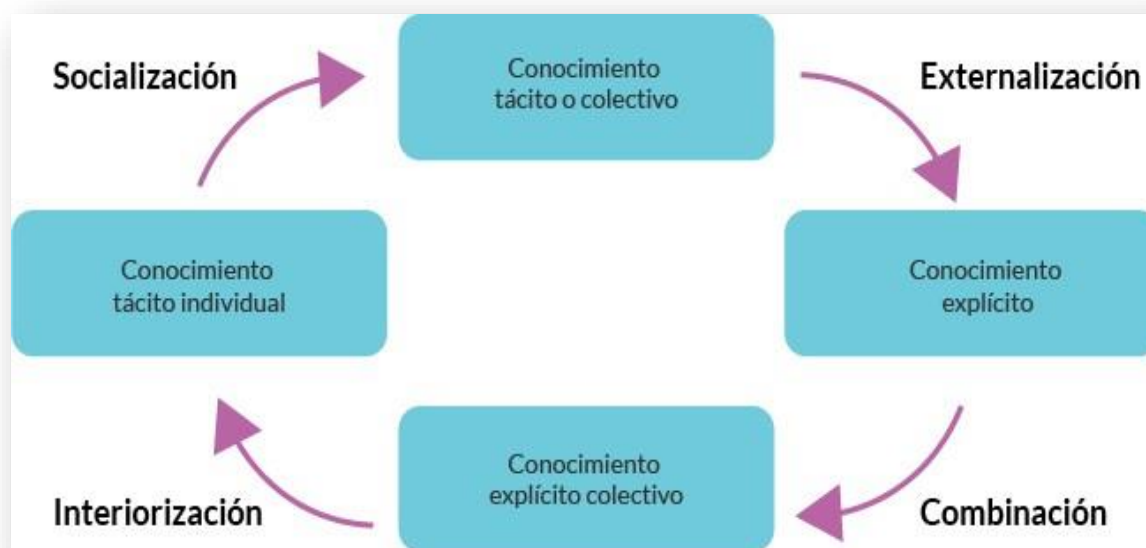 Socialización
Conocimiento
tácito o colectivo
Externalización
Conocimiento
tácito individual
Conocimiento
explícito
Interiorización
Conocimiento
explícito colectivo
Combinación